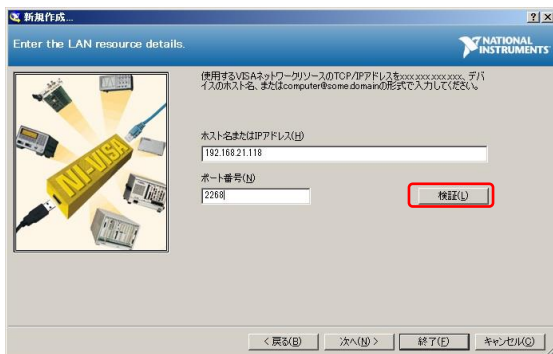 新規作成...
Enter the LAN resource details.
NATIONAL
INSTRUMENTS
使用するVISAネットワークリソースのTCP/IPアドレスをxxx.xxx.xxx.xxx、デバ
イスのホスト名、またはcomputer@some.domainの形式で入力してください。
NI-VISA
ホスト名またはIPアドレス(H)
192.168.21.118
ポート番号(N)
2268
検証(L)
< 戻る(B)
次へ(N) >
終了(F)
キャンセル(C)